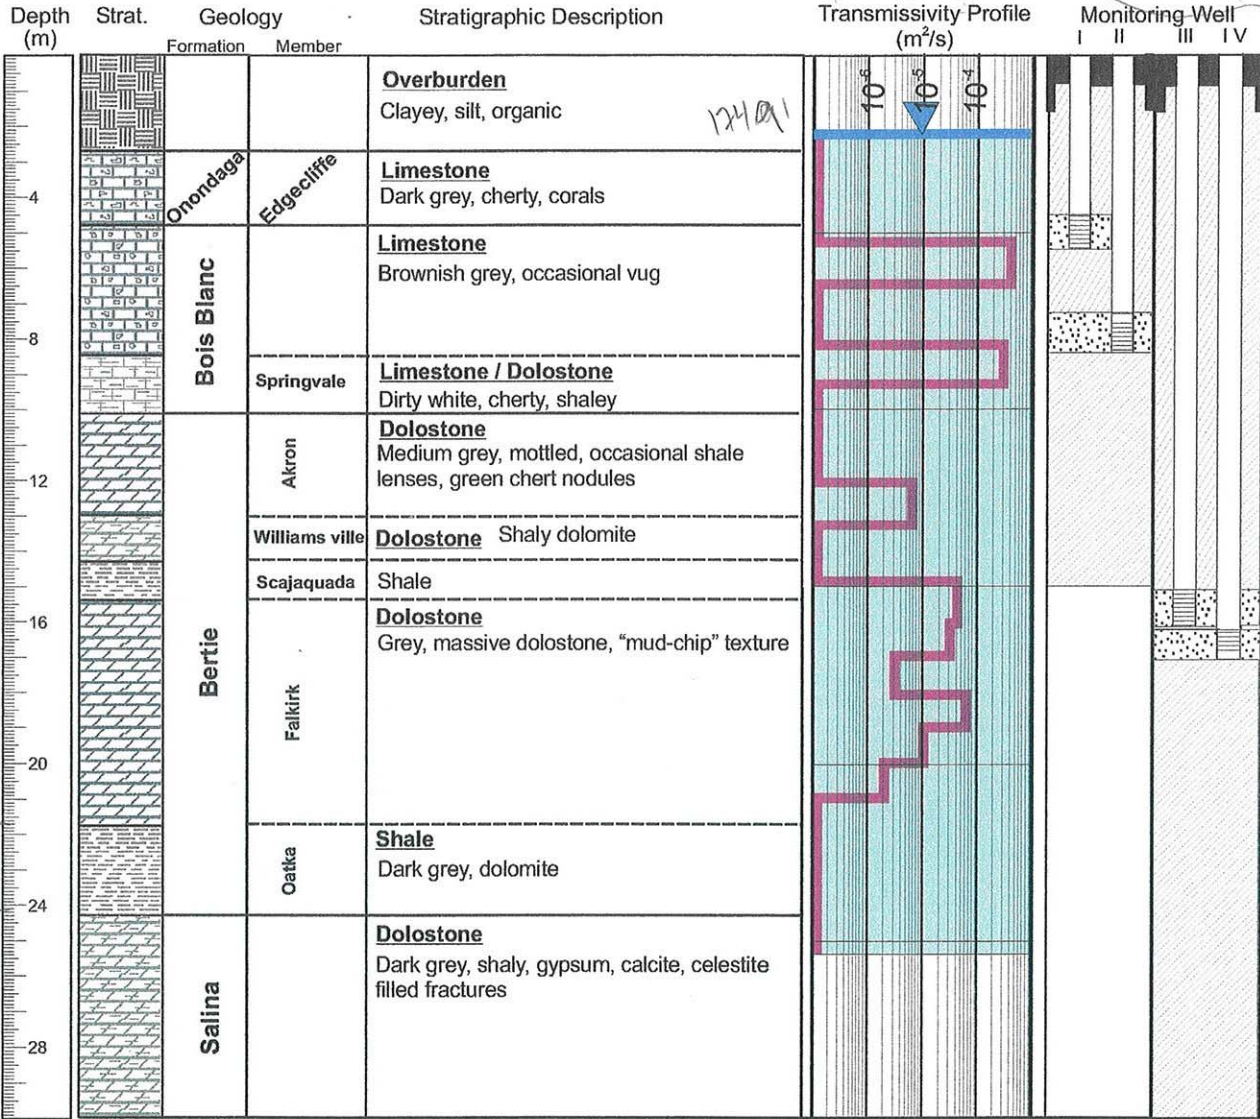 Depth
(m)
Strat.
Geology
Formation Member
Stratigraphic Description
Transmissivity Profile
(m²/s)
Monitoring Well
I II III I V
Overburden
Clayey, silt, organic
10⁻⁶ 10⁻⁵ 10⁻⁴
Onondaga
Edgecliffe
Limestone
Dark grey, cherty, corals
4
Bois Blanc
Limestone
Brownish grey, occasional vug
8
Springvale
Limestone / Dolostone
Dirty white, cherty, shaley
Bertie
Akron
Dolostone
Medium grey, mottled, occasional shale
lenses, green chert nodules
12
Williams ville
Dolostone Shaly dolomite
Scajaquada
Shale
16
Falkirk
Dolostone
Grey, massive dolostone, “mud-chip” texture
20
Oatka
Shale
Dark grey, dolomite
24
Salina
Dolostone
Dark grey, shaly, gypsum, calcite, celestite
filled fractures
28